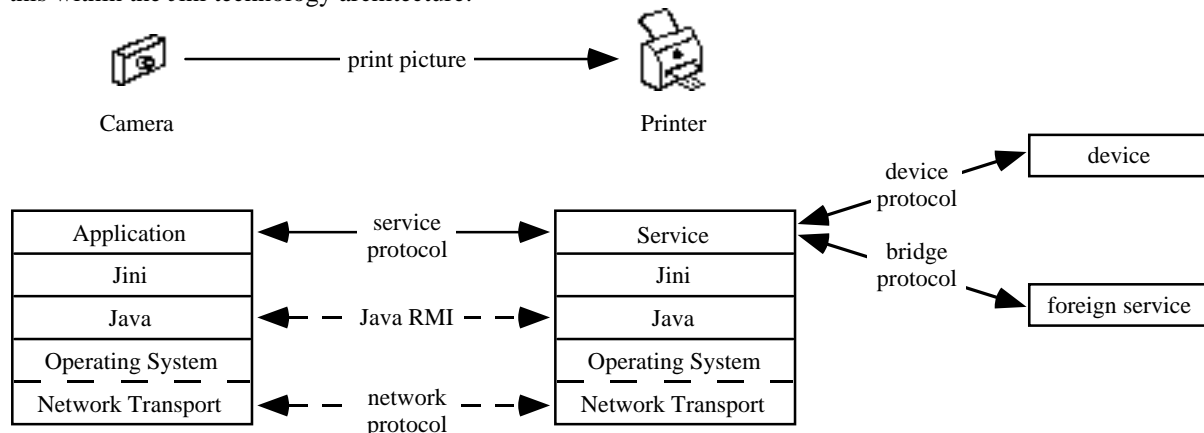 this within the Jini technology architecture.
print picture
Camera
Printer
device
device
protocol
service
protocol
Application
Service
bridge
protocol
Jini
Jini
foreign service
Java
Java RMI
Java
Operating System
Operating System
Network Transport
network
protocol
Network Transport